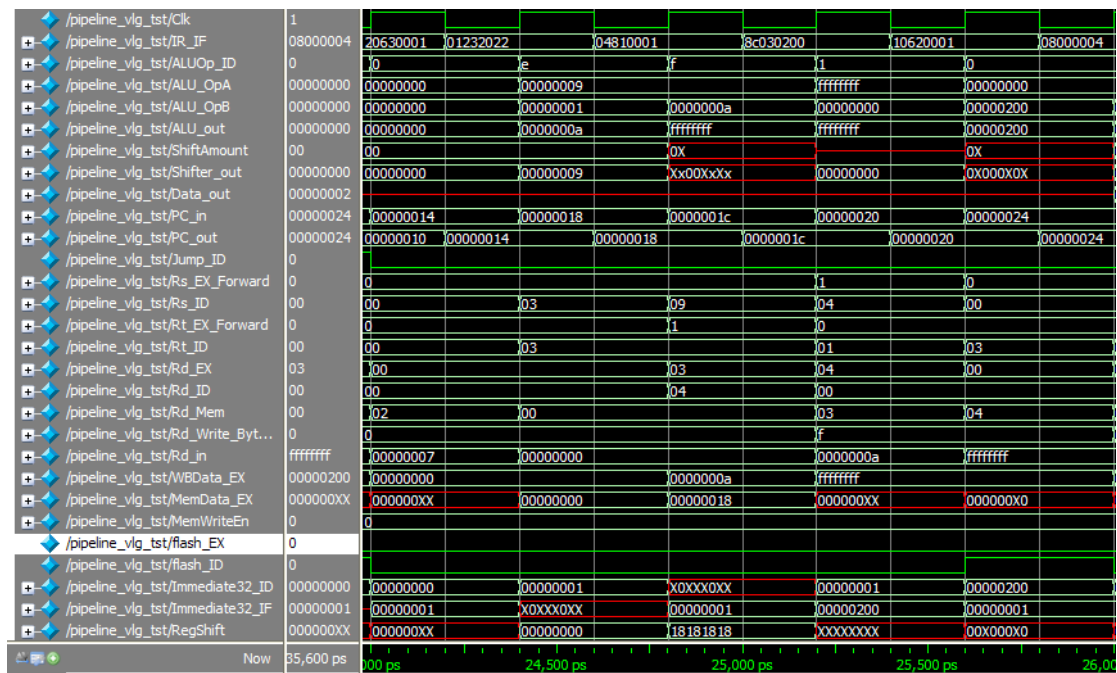 /pipeline_vlg_tst/Clk 1
/pipeline_vlg_tst/IR_IF 08000004 20630001 01232022 04810001 8c030200 10620001 08000004
/pipeline_vlg_tst/ALUOp_ID 0 0 e f 1 0
/pipeline_vlg_tst/ALU_OpA 00000000 00000000 00000009 ffffffff 00000000
/pipeline_vlg_tst/ALU_OpB 00000000 00000000 00000001 0000000a 00000000 00000200
/pipeline_vlg_tst/ALU_out 00000000 00000000 0000000a ffffffff ffffffff 00000200
/pipeline_vlg_tst/ShiftAmount 00 00 0X 0X
/pipeline_vlg_tst/Shifter_out 00000000 00000000 00000009 Xx00XxXx 00000000 0X000X0X
/pipeline_vlg_tst/Data_out 00000002
/pipeline_vlg_tst/PC_in 00000024 00000014 00000018 0000001c 00000020 00000024
/pipeline_vlg_tst/PC_out 00000024 00000010 00000014 00000018 0000001c 00000020 00000024
/pipeline_vlg_tst/Jump_ID 0
/pipeline_vlg_tst/Rs_EX_Forward 0 0 1 0
/pipeline_vlg_tst/Rs_ID 00 00 03 09 04 00
/pipeline_vlg_tst/Rt_EX_Forward 0 0 1 0
/pipeline_vlg_tst/Rt_ID 00 00 03 01 03
/pipeline_vlg_tst/Rd_EX 03 00 03 04 00
/pipeline_vlg_tst/Rd_ID 00 00 04 00
/pipeline_vlg_tst/Rd_Mem 00 02 00 03 04
/pipeline_vlg_tst/Rd_Write_Byt... 0 0 f
/pipeline_vlg_tst/Rd_in ffffffff 00000007 00000000 0000000a ffffffff
/pipeline_vlg_tst/WBData_EX 00000200 00000000 0000000a ffffffff
/pipeline_vlg_tst/MemData_EX 000000XX 000000XX 00000000 00000018 000000XX 000000X0
/pipeline_vlg_tst/MemWriteEn 0 0
/pipeline_vlg_tst/flash_EX 0
/pipeline_vlg_tst/flash_ID 0
/pipeline_vlg_tst/Immediate32_ID 00000000 00000000 00000001 X0XXX0XX 00000001 00000200
/pipeline_vlg_tst/Immediate32_IF 00000001 00000001 X0XXX0XX 00000001 00000200 00000001
/pipeline_vlg_tst/RegShift 000000XX 000000XX 00000000 18181818 XXXXXXXX 00X000X0
Now 35,600 ps 000 ps 24,500 ps 25,000 ps 25,500 ps 26,00